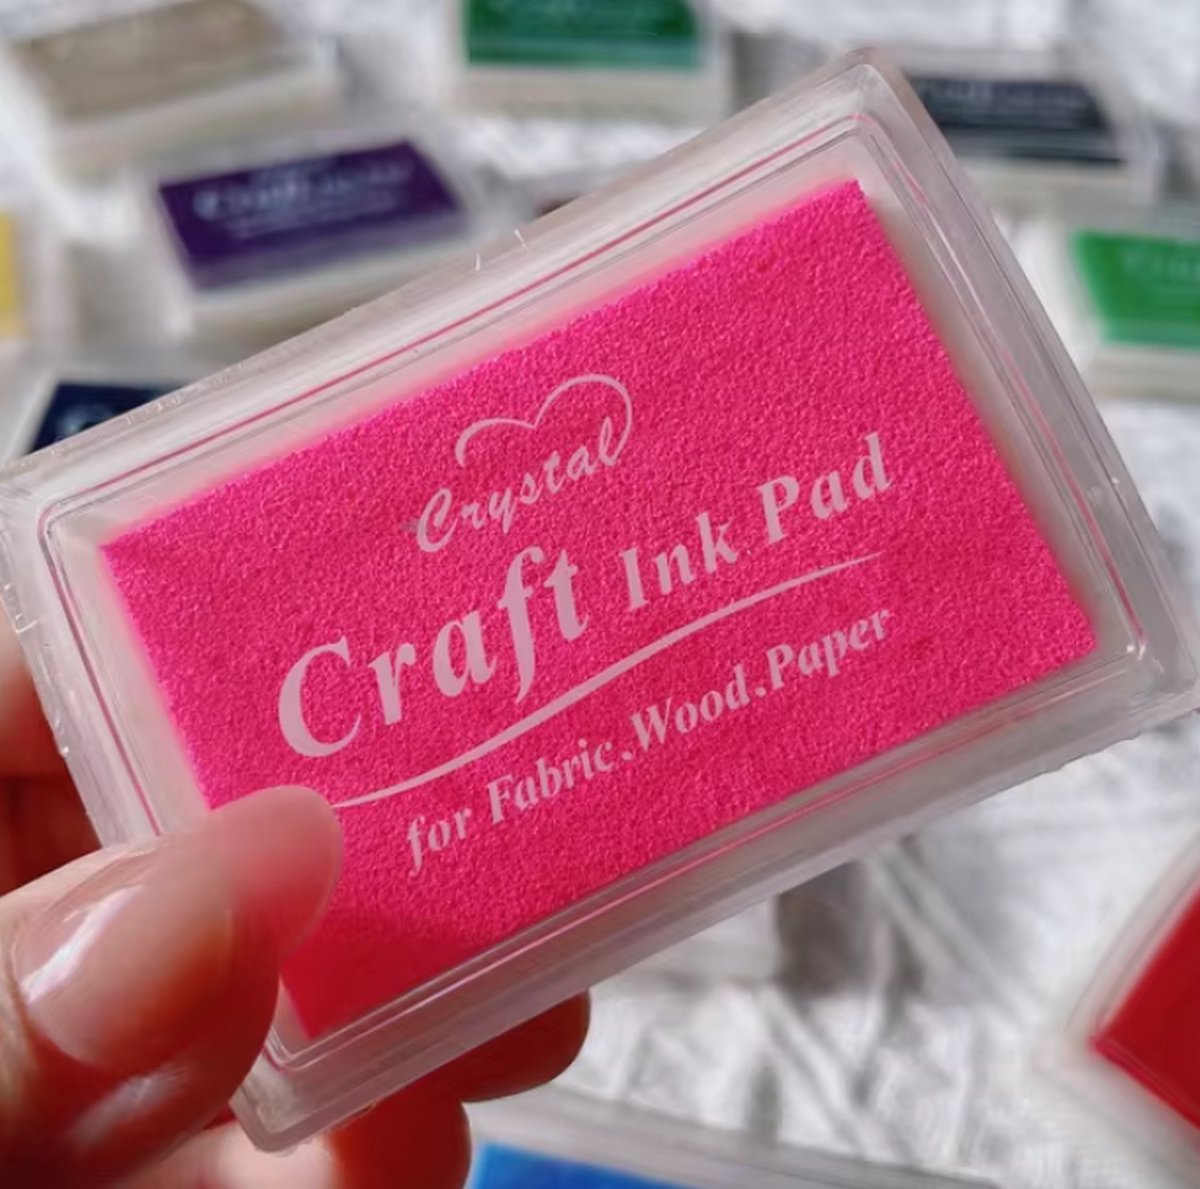 Crystal
Craft Ink Pad
for Fabric.Wood.Paper